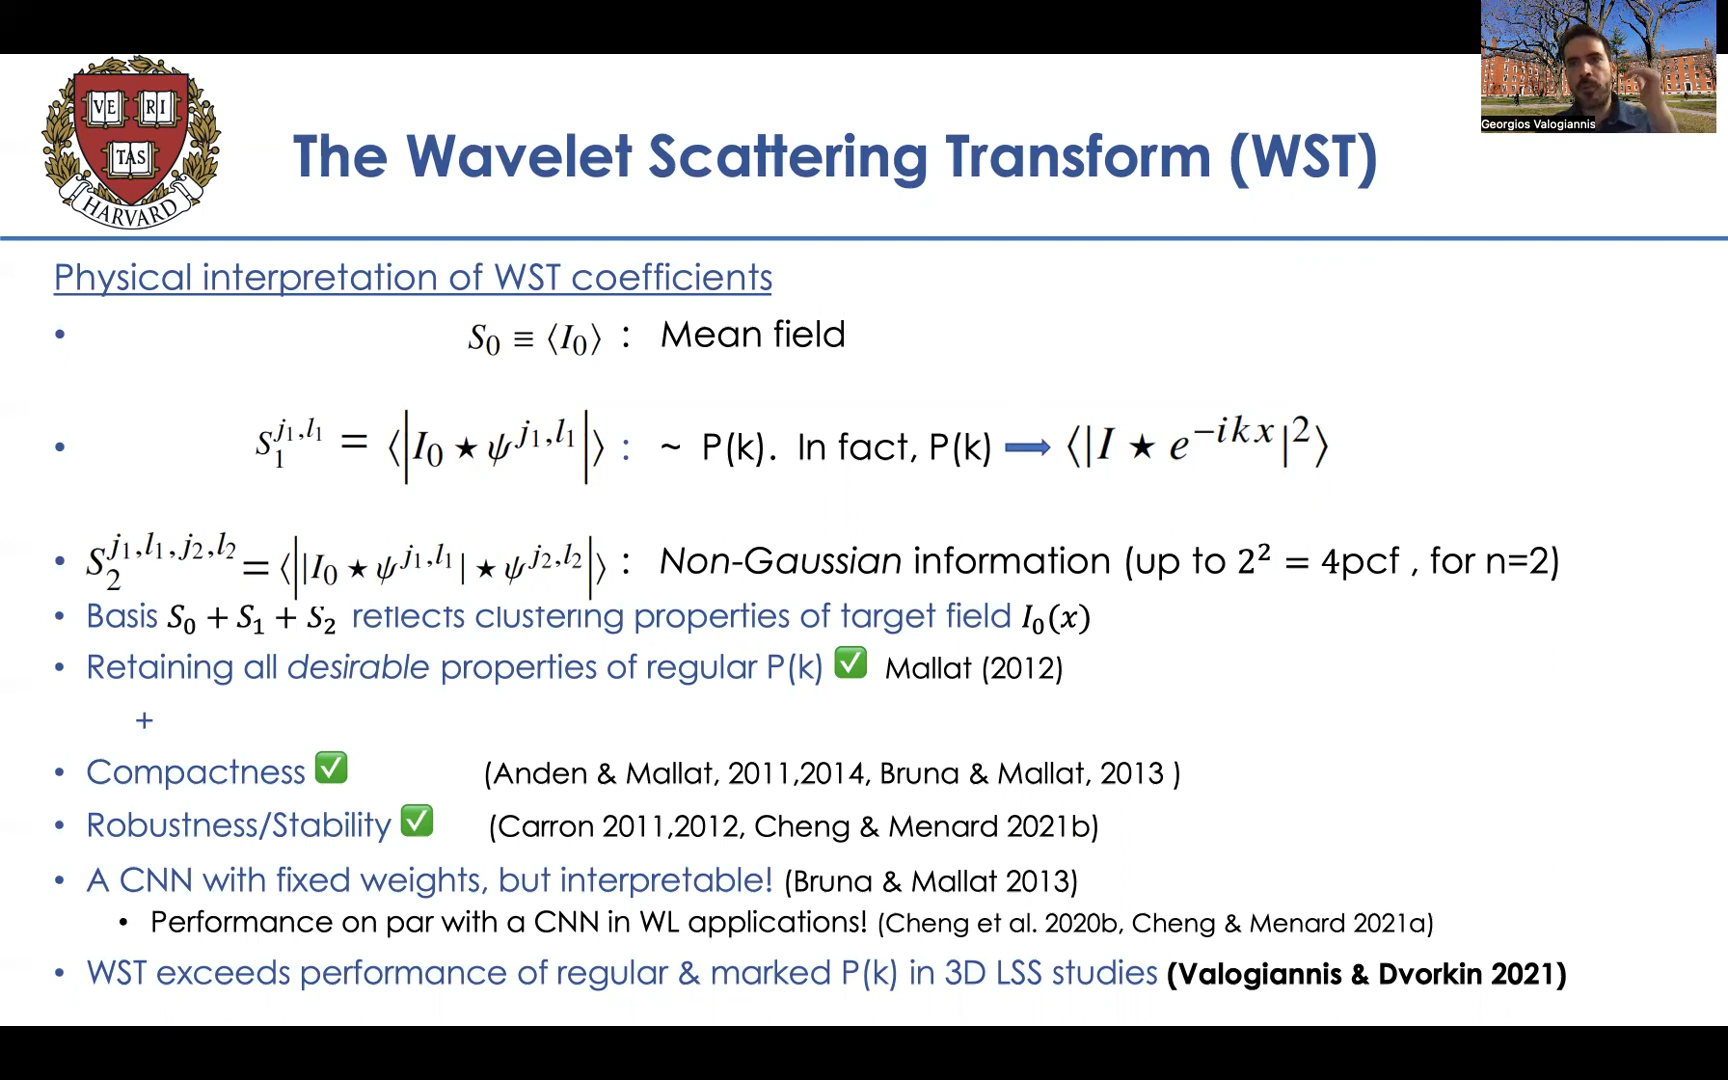 Georgios Valogiannis
VE RI
TAS
HARVARD
The Wavelet Scattering Transform (WST)
Physical interpretation of WST coefficients
• S₀ ≡ ⟨I₀⟩ : Mean field
• S₁^{j₁,l₁} = ⟨|I₀ ⋆ ψ^{j₁,l₁}|⟩ : ~ P(k). In fact, P(k) ➡ ⟨|I ⋆ e^{−ikx}|²⟩
• S₂^{j₁,l₁,j₂,l₂} = ⟨||I₀ ⋆ ψ^{j₁,l₁}| ⋆ ψ^{j₂,l₂}|⟩ : Non-Gaussian information (up to 2² = 4pcf , for n=2)
• Basis S₀ + S₁ + S₂ reflects clustering properties of target field I₀(x)
• Retaining all desirable properties of regular P(k) ✅ Mallat (2012)
+
• Compactness ✅ (Anden & Mallat, 2011,2014, Bruna & Mallat, 2013 )
• Robustness/Stability ✅ (Carron 2011,2012, Cheng & Menard 2021b)
• A CNN with fixed weights, but interpretable! (Bruna & Mallat 2013)
• Performance on par with a CNN in WL applications! (Cheng et al. 2020b, Cheng & Menard 2021a)
• WST exceeds performance of regular & marked P(k) in 3D LSS studies (Valogiannis & Dvorkin 2021)